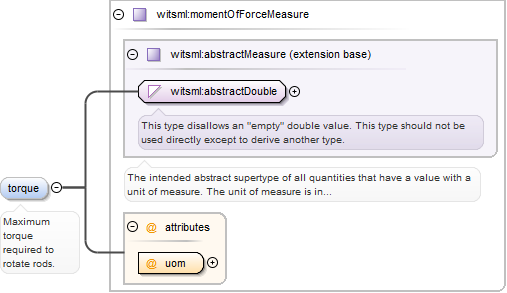 witsml:momentOfForceMeasure
witsml:abstractMeasure (extension base)
witsml:abstractDouble
This type disallows an "empty" double value. This type should not be
used directly except to derive another type.
The intended abstract supertype of all quantities that have a value with a
unit of measure. The unit of measure is in...
torque
Maximum
torque
required to
rotate rods.
@ attributes
@ uom